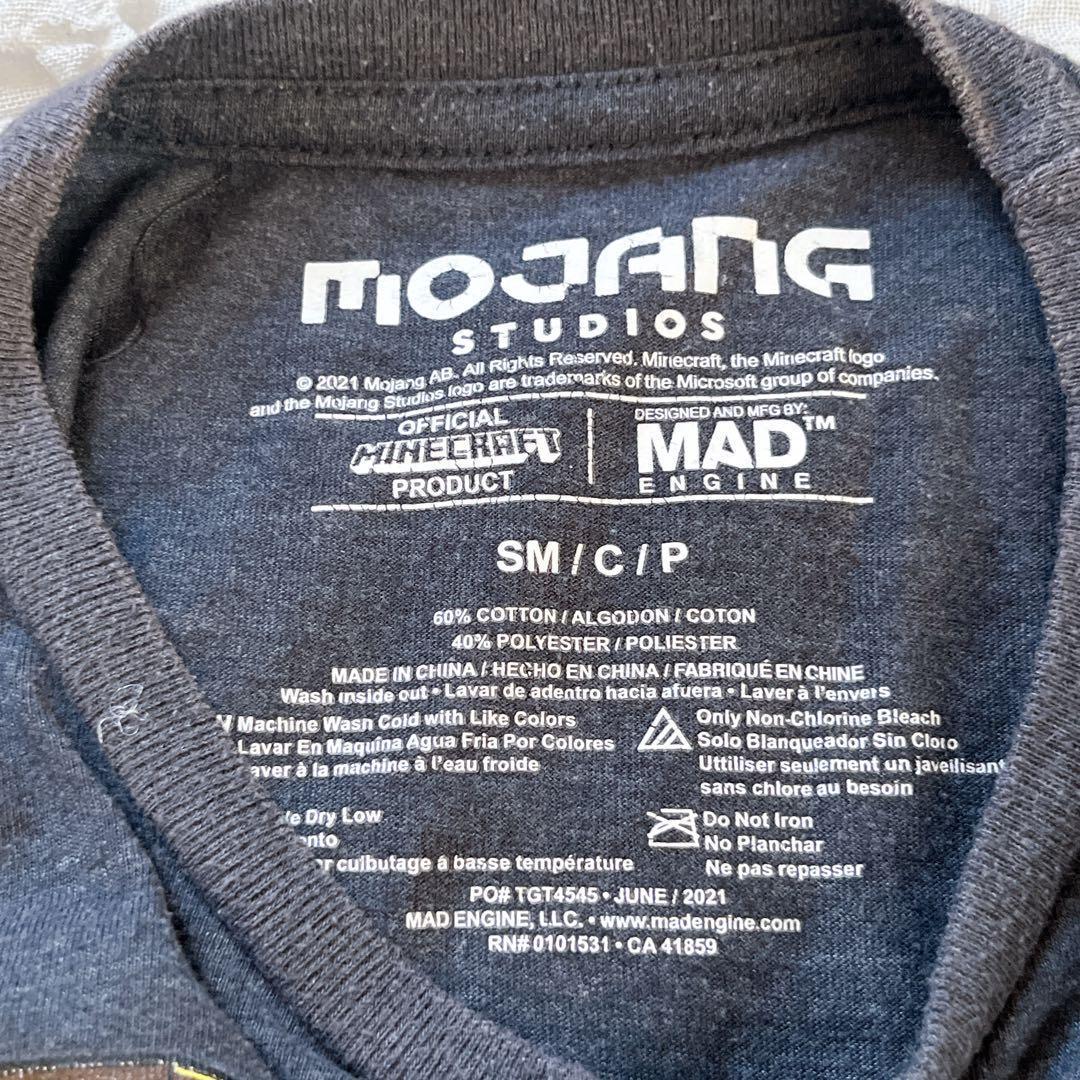 MOJANG
STUDIOS
© 2021 Mojang AB. All Rights Reserved. Minecraft, the Minecraft logo
and the Mojang Studios logo are trademarks of the Microsoft group of companies.
OFFICIAL
MINECRAFT
PRODUCT
DESIGNED AND MFG BY:
MAD™
ENGINE
SM / C / P
60% COTTON / ALGODON / COTON
40% POLYESTER / POLIESTER
MADE IN CHINA / HECHO EN CHINA / FABRIQUÉ EN CHINE
Wash inside out • Lavar de adentro hacia afuera • Laver à l'envers
Machine Wash Cold with Like Colors
Lavar En Maquina Agua Fria Por Colores
à la machine à l'eau froide
Only Non-Chlorine Bleach
Solo Blanqueador Sin Cloro
Uttiliser seulement un javellisant
sans chlore au besoin
Dry Low
culbutage à basse température
Do Not Iron
No Planchar
Ne pas repasser
PO# TGT4545 • JUNE / 2021
MAD ENGINE, LLC. • www.madengine.com
RN# 0101531 • CA 41859